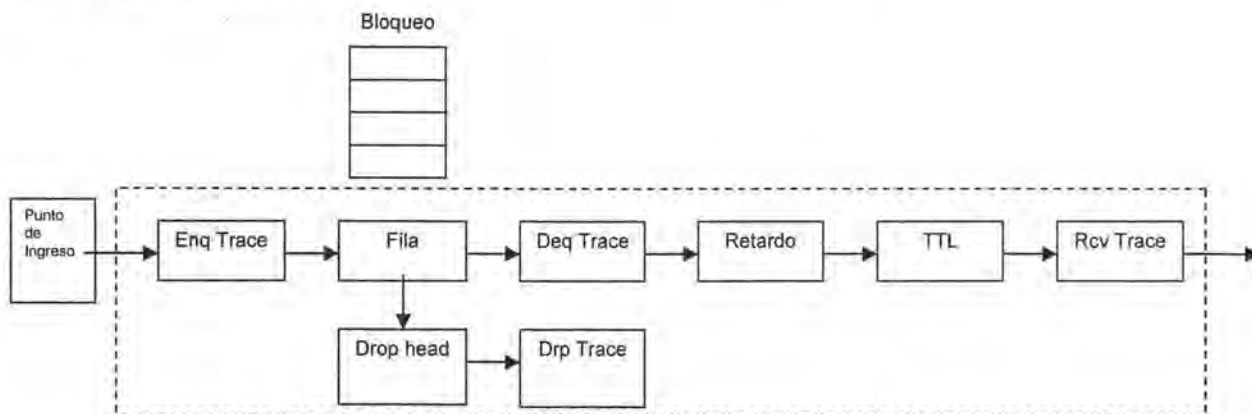 Bloqueo
Punto
de
Ingreso
Enq Trace
Fila
Deq Trace
Retardo
TTL
Rcv Trace
Drop head
Drp Trace